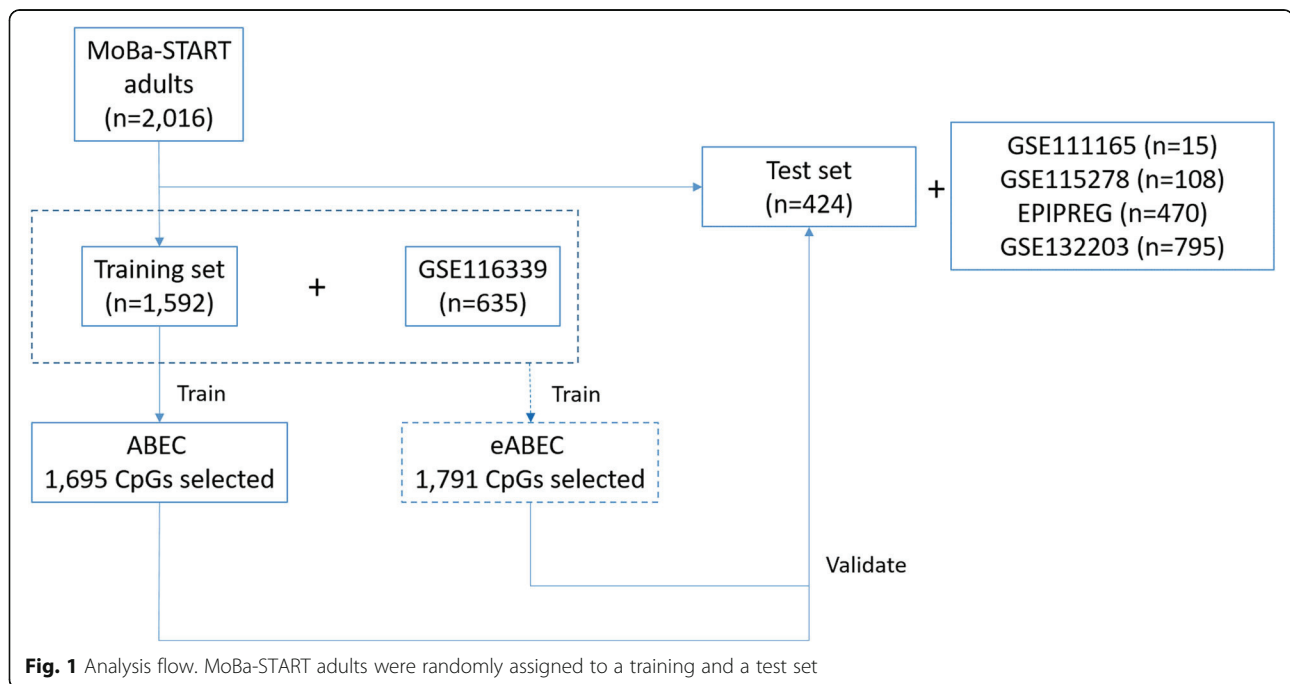 MoBa-START
adults
(n=2,016)
Test set
(n=424)
+
GSE111165 (n=15)
GSE115278 (n=108)
EPIPREG (n=470)
GSE132203 (n=795)
Training set
(n=1,592)
+
GSE116339
(n=635)
Train
Train
ABEC
1,695 CpGs selected
eABEC
1,791 CpGs selected
Validate
Fig. 1 Analysis flow. MoBa-START adults were randomly assigned to a training and a test set